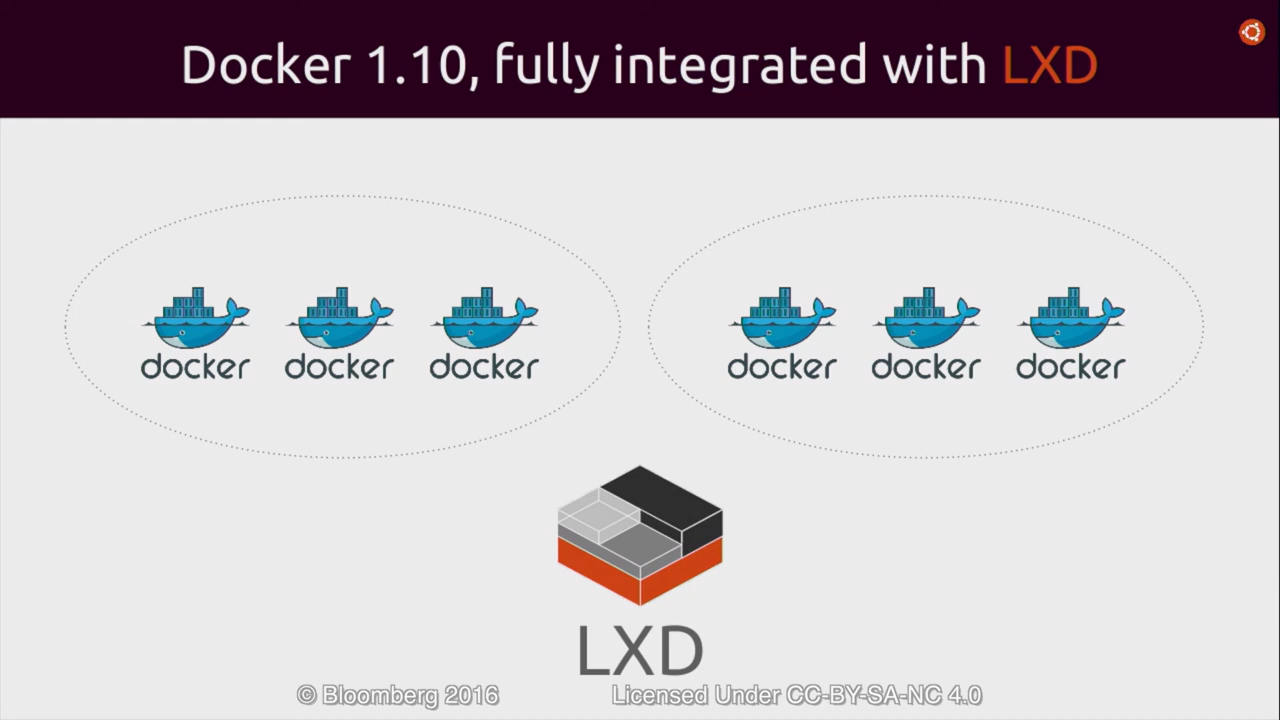 Docker 1.10, fully integrated with LXD
docker docker docker docker docker docker
LXD
© Bloomberg 2016 Licensed Under CC-BY-SA-NC 4.0